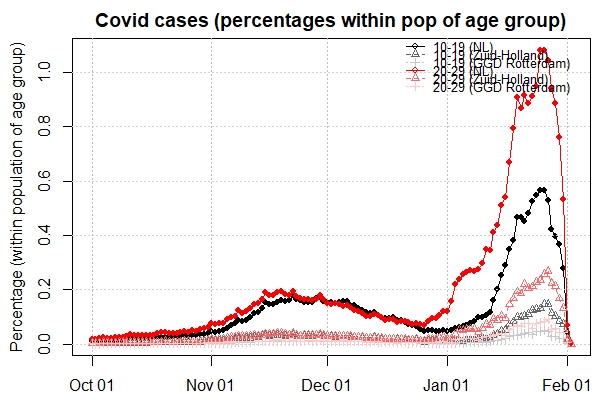 Covid cases (percentages within pop of age group)
Percentage (within population of age group)
1.0
0.8
0.6
0.4
0.2
0.0
10-19 (NL)
10-19 (Zuid-Holland)
10-19 (GGD Rotterdam)
20-29 (NL)
20-29 (Zuid-Holland)
20-29 (GGD Rotterdam)
Oct 01
Nov 01
Dec 01
Jan 01
Feb 01